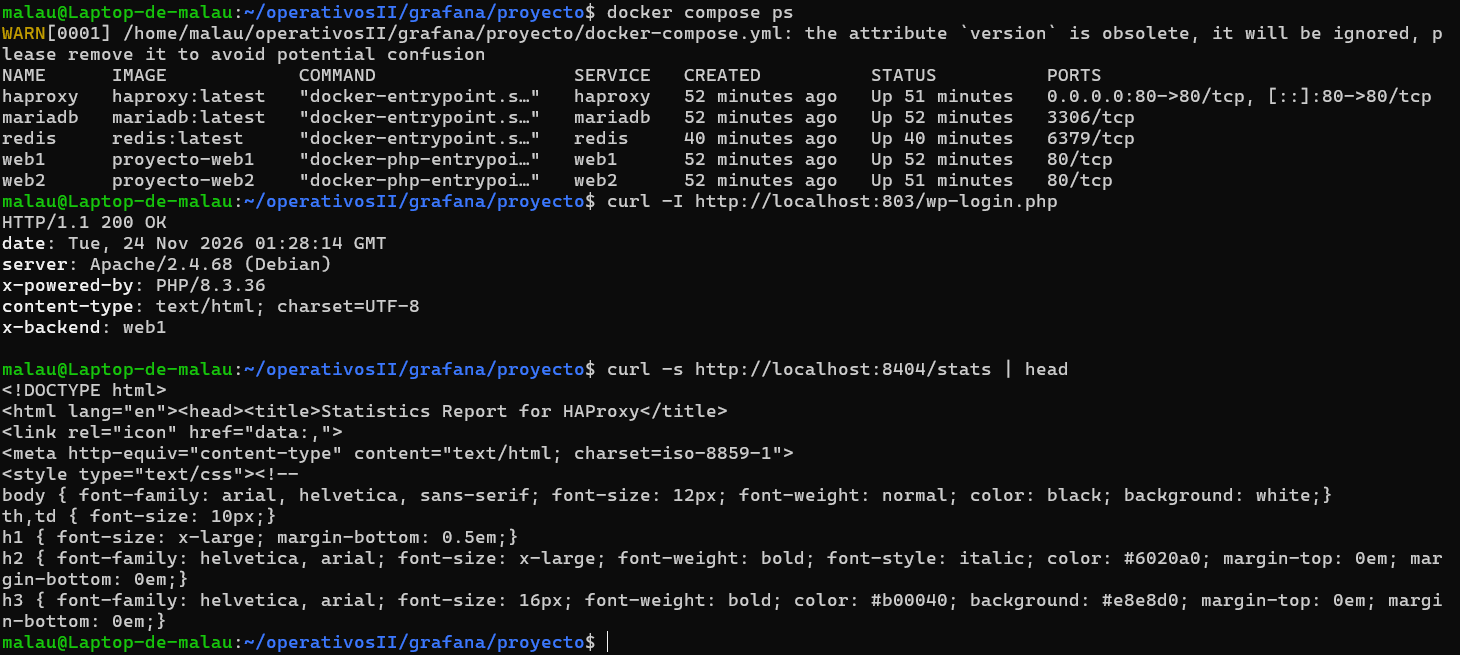 malau@Laptop-de-malau:~/operativosII/grafana/proyecto$ docker compose ps
WARN[0001] /home/malau/operativosII/grafana/proyecto/docker-compose.yml: the attribute `version` is obsolete, it will be ignored, p
lease remove it to avoid potential confusion
NAME      IMAGE            COMMAND                  SERVICE   CREATED          STATUS          PORTS
haproxy   haproxy:latest   "docker-entrypoint.s…"   haproxy   52 minutes ago   Up 51 minutes   0.0.0.0:80->80/tcp, [::]:80->80/tcp
mariadb   mariadb:latest   "docker-entrypoint.s…"   mariadb   52 minutes ago   Up 52 minutes   3306/tcp
redis     redis:latest     "docker-entrypoint.s…"   redis     40 minutes ago   Up 40 minutes   6379/tcp
web1      proyecto-web1    "docker-php-entrypoi…"   web1      52 minutes ago   Up 52 minutes   80/tcp
web2      proyecto-web2    "docker-php-entrypoi…"   web2      52 minutes ago   Up 51 minutes   80/tcp
malau@Laptop-de-malau:~/operativosII/grafana/proyecto$ curl -I http://localhost:803/wp-login.php
HTTP/1.1 200 OK
date: Tue, 24 Nov 2026 01:28:14 GMT
server: Apache/2.4.68 (Debian)
x-powered-by: PHP/8.3.36
content-type: text/html; charset=UTF-8
x-backend: web1
malau@Laptop-de-malau:~/operativosII/grafana/proyecto$ curl -s http://localhost:8404/stats | head
<!DOCTYPE html>
<html lang="en"><head><title>Statistics Report for HAProxy</title>
<link rel="icon" href="data:,">
<meta http-equiv="content-type" content="text/html; charset=iso-8859-1">
<style type="text/css"><!--
body { font-family: arial, helvetica, sans-serif; font-size: 12px; font-weight: normal; color: black; background: white;}
th,td { font-size: 10px;}
h1 { font-size: x-large; margin-bottom: 0.5em;}
h2 { font-family: helvetica, arial; font-size: x-large; font-weight: bold; font-style: italic; color: #6020a0; margin-top: 0em; mar
gin-bottom: 0em;}
h3 { font-family: helvetica, arial; font-size: 16px; font-weight: bold; color: #b00040; background: #e8e8d0; margin-top: 0em; margi
n-bottom: 0em;}
malau@Laptop-de-malau:~/operativosII/grafana/proyecto$